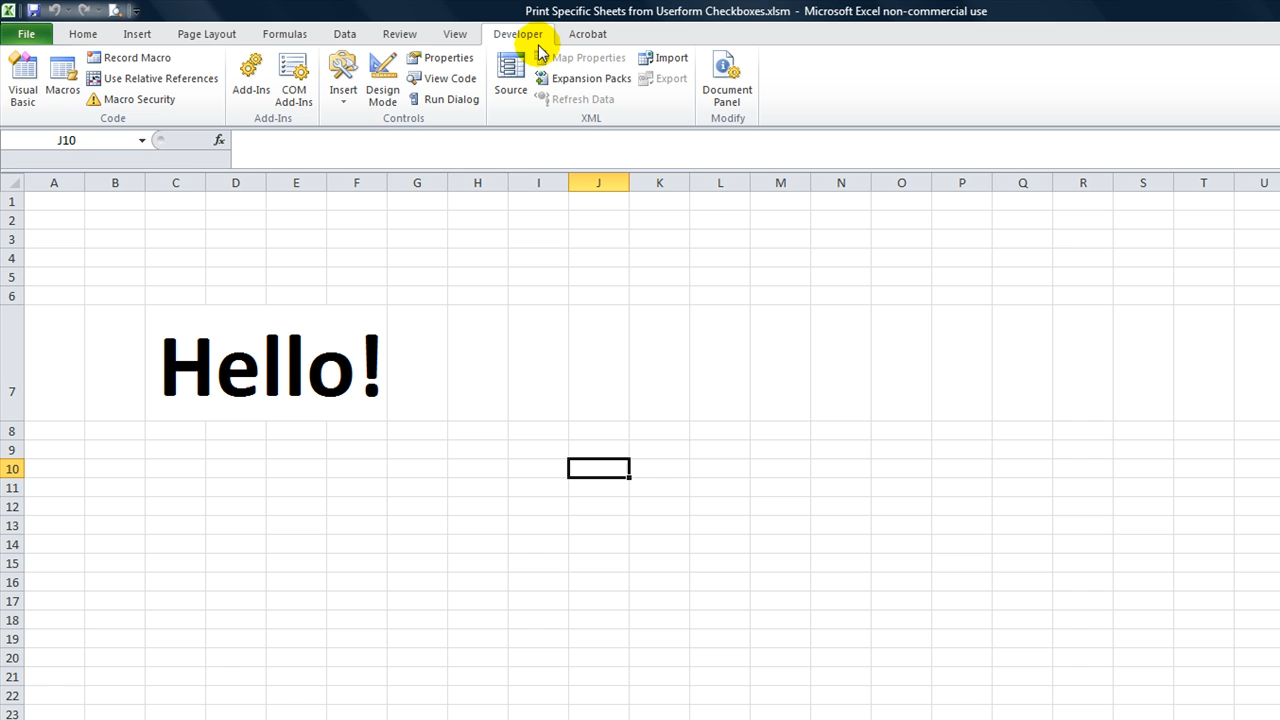 Print Specific Sheets from Userform Checkboxes.xlsm - Microsoft Excel non-commercial use
File Home Insert Page Layout Formulas Data Review View Developer Acrobat
Visual Basic
Macros
Record Macro
Use Relative References
Macro Security
Code
Add-Ins
COM Add-Ins
Add-Ins
Insert
Design Mode
Properties
View Code
Run Dialog
Controls
Source
Map Properties
Expansion Packs
Refresh Data
Import
Export
XML
Document Panel
Modify
J10 fx
A B C D E F G H I J K L M N O P Q R S T U
1
2
3
4
5
6
7 Hello!
8
9
10
11
12
13
14
15
16
17
18
19
20
21
22
23